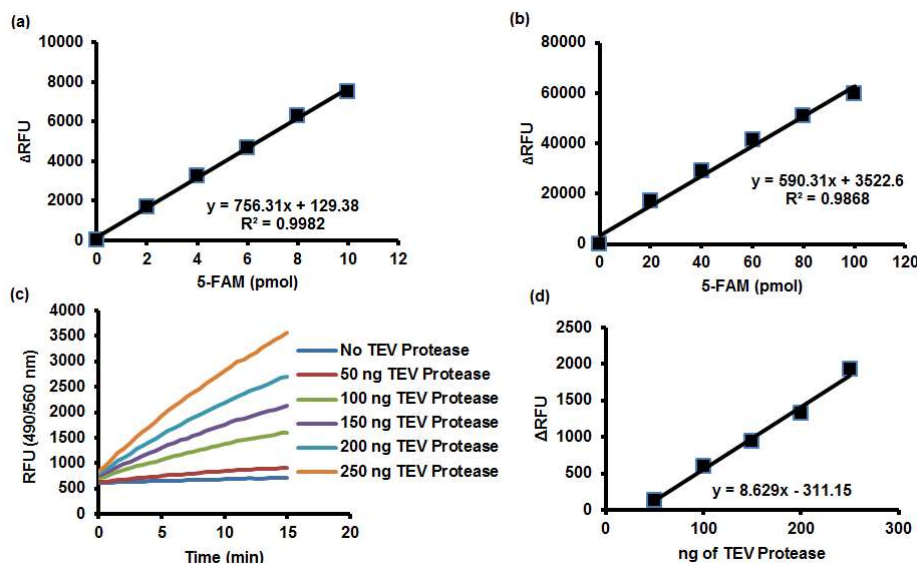 (a)
10000
8000
6000
4000
2000
0
ΔRFU
y = 756.31x + 129.38
R² = 0.9982
0 2 4 6 8 10 12
5-FAM (pmol)
(b)
80000
60000
40000
20000
0
ΔRFU
y = 590.31x + 3522.6
R² = 0.9868
0 20 40 60 80 100 120
5-FAM (pmol)
(c)
4000
3500
3000
2500
2000
1500
1000
500
0
RFU (490/560 nm)
No TEV Protease
50 ng TEV Protease
100 ng TEV Protease
150 ng TEV Protease
200 ng TEV Protease
250 ng TEV Protease
0 5 10 15 20
Time (min)
(d)
2500
2000
1500
1000
500
0
ΔRFU
y = 8.629x - 311.15
0 100 200 300
ng of TEV Protease